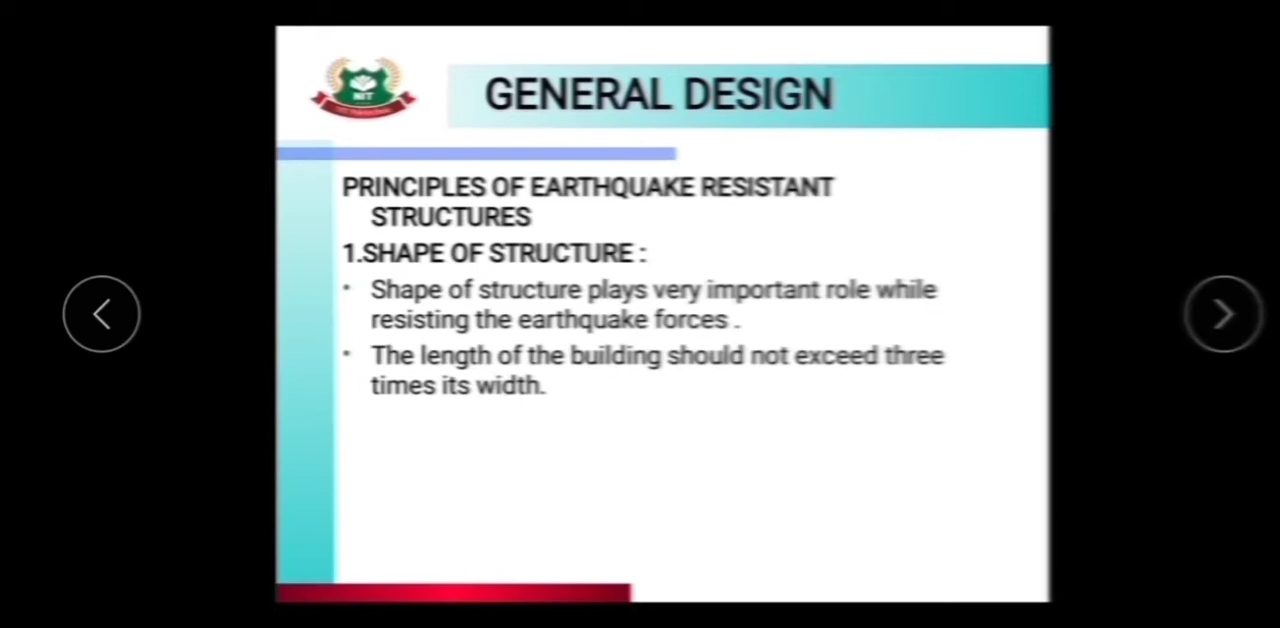 NIT
GENERAL DESIGN
PRINCIPLES OF EARTHQUAKE RESISTANT
STRUCTURES
1.SHAPE OF STRUCTURE :
• Shape of structure plays very important role while
resisting the earthquake forces .
• The length of the building should not exceed three
times its width.